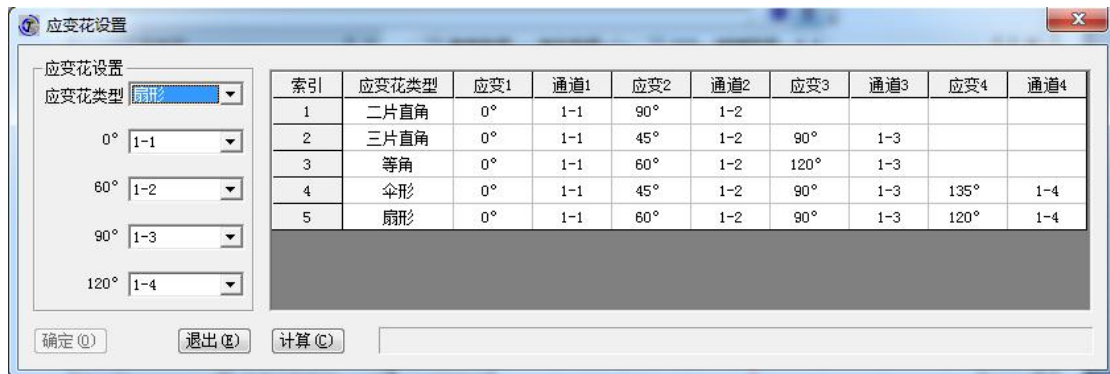 应变花设置
应变花设置
应变花类型 扇形
0° 1-1
60° 1-2
90° 1-3
120° 1-4
索引 应变花类型 应变1 通道1 应变2 通道2 应变3 通道3 应变4 通道4
1 二片直角 0° 1-1 90° 1-2
2 三片直角 0° 1-1 45° 1-2 90° 1-3
3 等角 0° 1-1 60° 1-2 120° 1-3
4 伞形 0° 1-1 45° 1-2 90° 1-3 135° 1-4
5 扇形 0° 1-1 60° 1-2 90° 1-3 120° 1-4
确定(O) 退出(E) 计算(C)